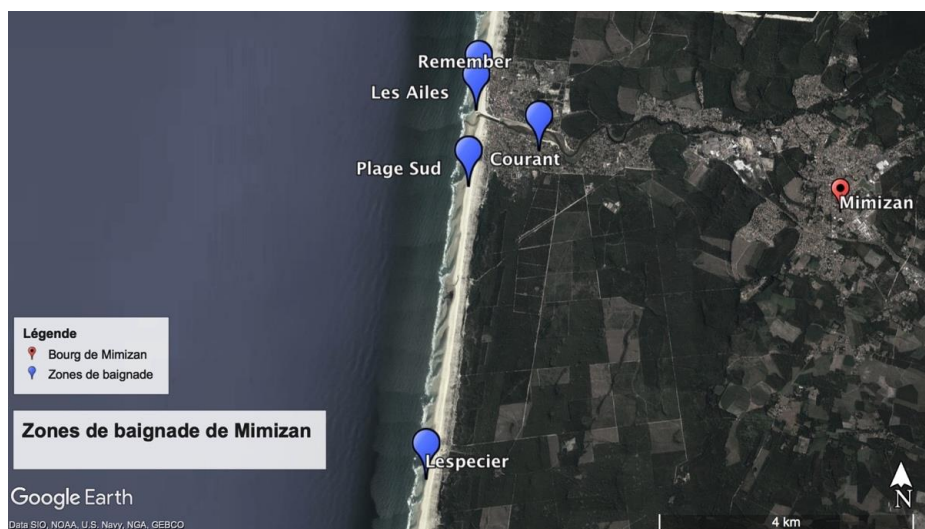 Remember
Les Ailes
Courant
Plage Sud
Mimizan
Légende
Bourg de Mimizan
Zones de baignade
Zones de baignade de Mimizan
Lespecier
Google Earth
N
Data SIO, NOAA, U.S. Navy, NGA, GEBCO
4 km